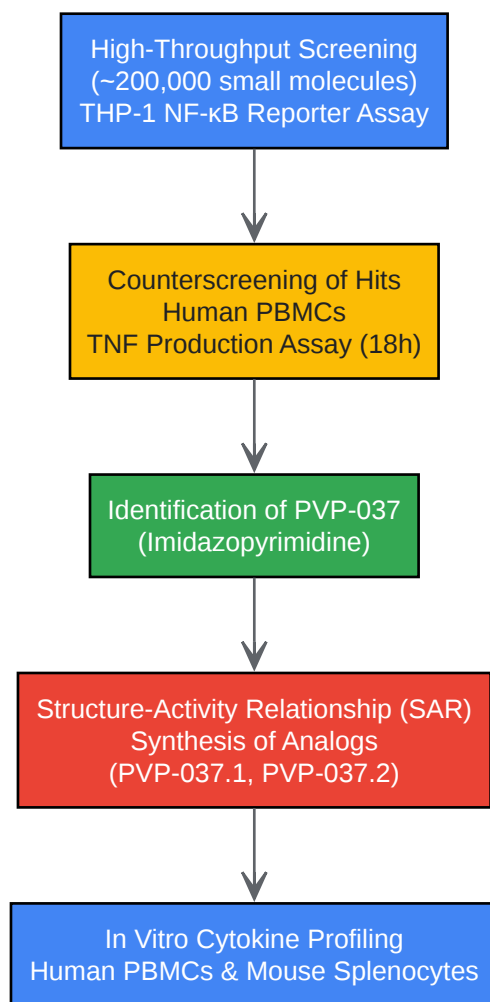 High-Throughput Screening
(~200,000 small molecules)
THP-1 NF-κB Reporter Assay
Counterscreening of Hits
Human PBMCs
TNF Production Assay (18h)
Identification of PVP-037
(Imidazopyrimidine)
Structure-Activity Relationship (SAR)
Synthesis of Analogs
(PVP-037.1, PVP-037.2)
In Vitro Cytokine Profiling
Human PBMCs & Mouse Splenocytes